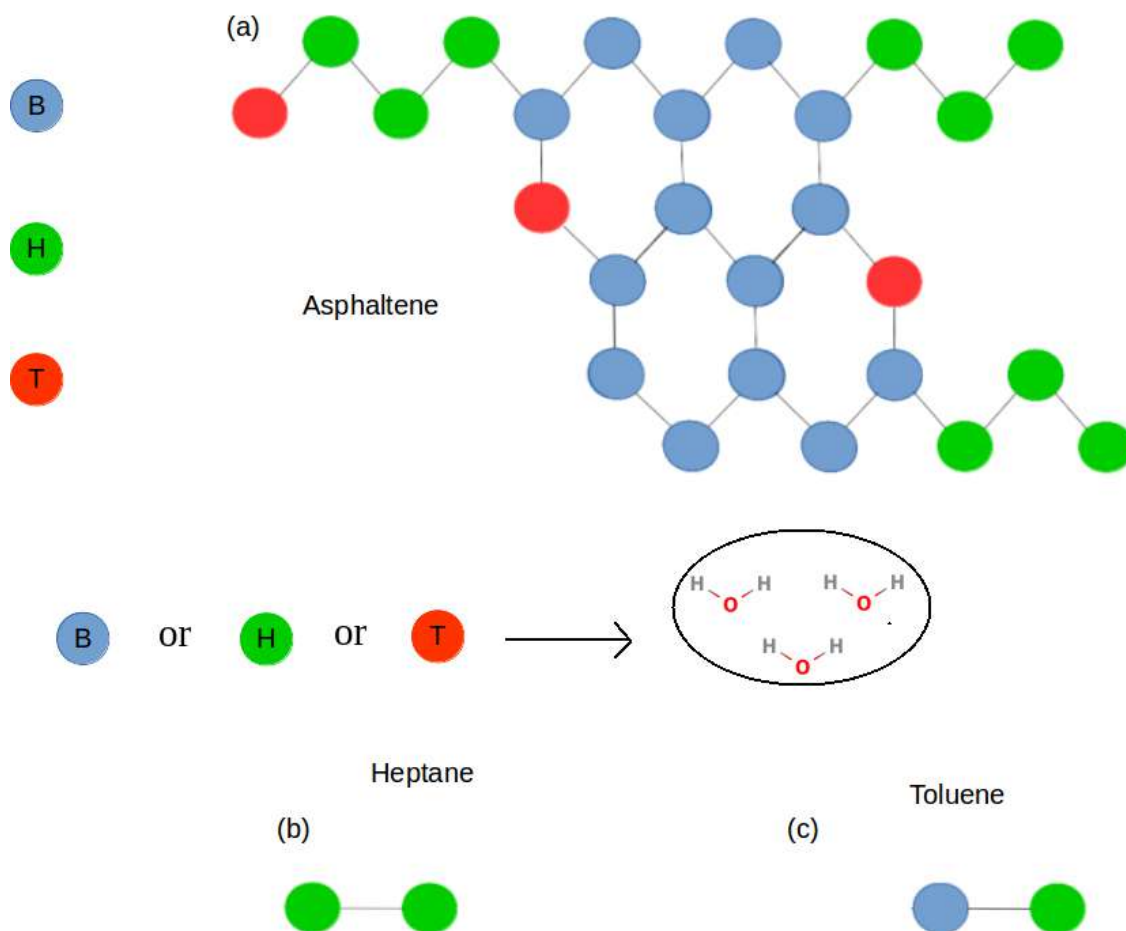 (a)
B
H
T
Asphaltene
B or H or T
H H H H
O O
H H
O
Heptane
Toluene
(b)
(c)